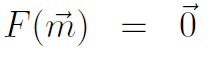 F(m⃗) = 0⃗